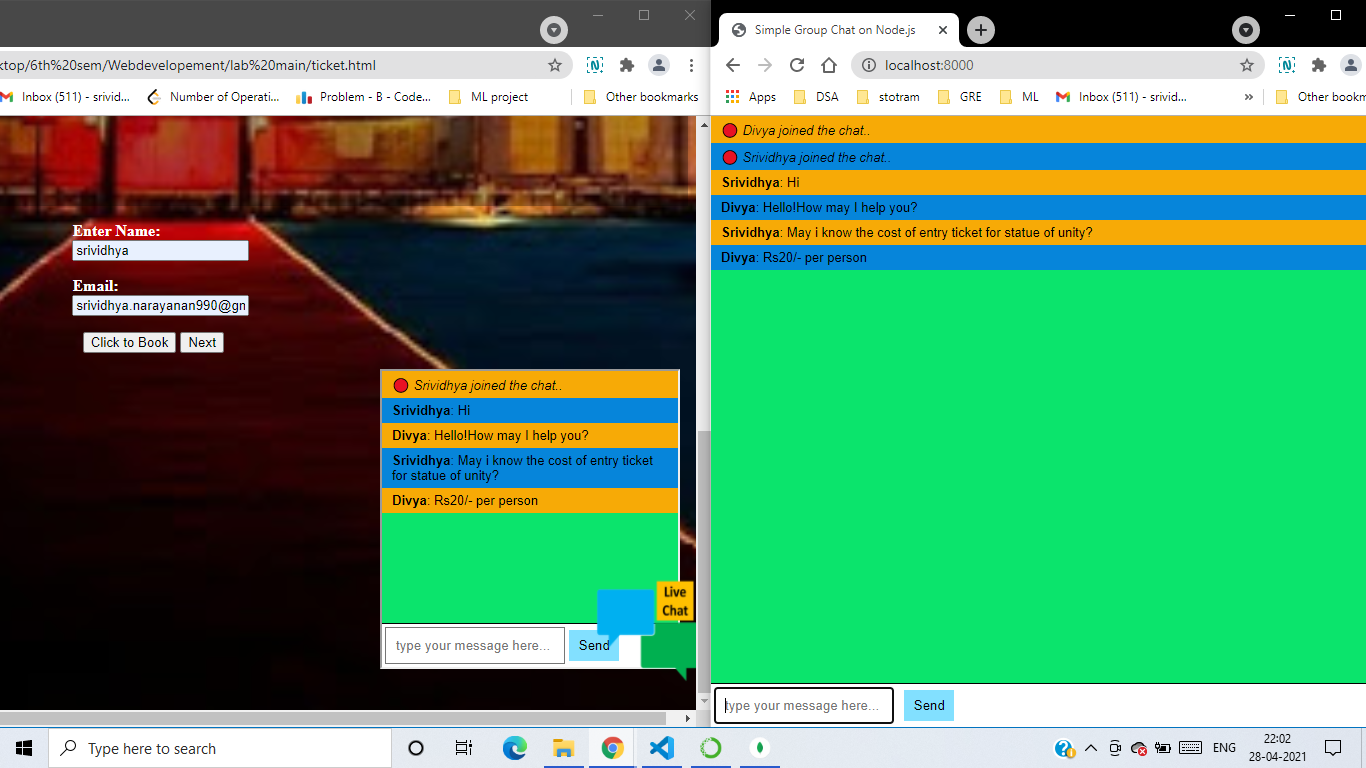 ktop/6th%20sem/Webdevelopement/lab%20main/ticket.html
Inbox (511) - srivid...
Number of Operati...
Problem - B - Code...
ML project
Other bookmarks
Enter Name:
srividhya
Email:
srividhya.narayanan990@gm
Click to Book
Next
Srividhya joined the chat..
Srividhya: Hi
Divya: Hello!How may I help you?
Srividhya: May i know the cost of entry ticket
for statue of unity?
Divya: Rs20/- per person
Live
Chat
type your message here...
Send
Simple Group Chat on Node.js
localhost:8000
Apps
DSA
stotram
GRE
ML
Inbox (511) - srivid...
»
Other bookm
Divya joined the chat..
Srividhya joined the chat..
Srividhya: Hi
Divya: Hello!How may I help you?
Srividhya: May i know the cost of entry ticket for statue of unity?
Divya: Rs20/- per person
type your message here...
Send
Type here to search
ENG
22:02
28-04-2021